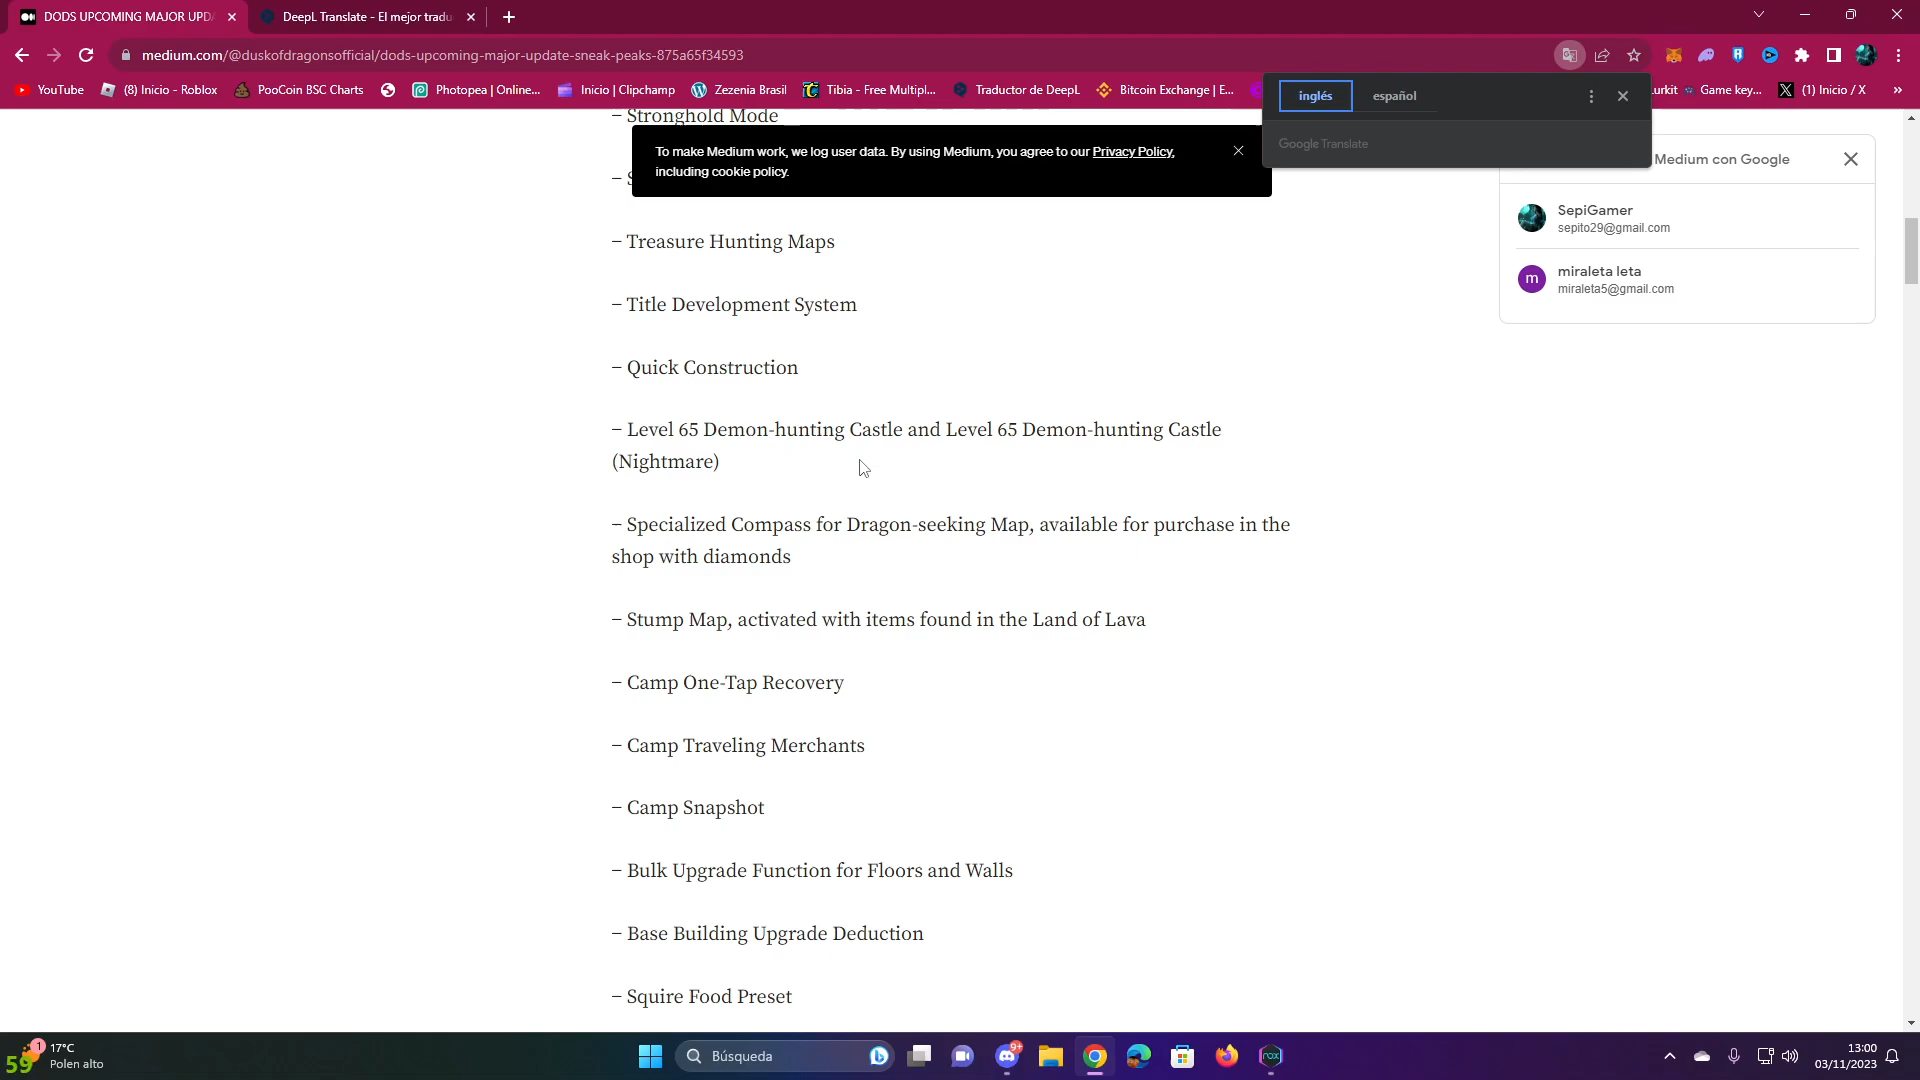 DODS UPCOMING MAJOR UPD
DeepL Translate - El mejor tradu
medium.com/@duskofdragonsofficial/dods-upcoming-major-update-sneak-peaks-875a65f34593
YouTube
(8) Inicio - Roblox
PooCoin BSC Charts
Photopea | Online...
Inicio | Clipchamp
Zezenia Brasil
Tibia - Free Multipl...
Traductor de DeepL
Bitcoin Exchange | E...
urkit
Game key...
(1) Inicio / X
»
inglés
español
Google Translate
– Stronghold Mode
To make Medium work, we log user data. By using Medium, you agree to our Privacy Policy,
including cookie policy.
Medium con Google
SepiGamer
sepito29@gmail.com
m
miraleta leta
miraleta5@gmail.com
– Treasure Hunting Maps
– Title Development System
– Quick Construction
– Level 65 Demon-hunting Castle and Level 65 Demon-hunting Castle
(Nightmare)
– Specialized Compass for Dragon-seeking Map, available for purchase in the
shop with diamonds
– Stump Map, activated with items found in the Land of Lava
– Camp One-Tap Recovery
– Camp Traveling Merchants
– Camp Snapshot
– Bulk Upgrade Function for Floors and Walls
– Base Building Upgrade Deduction
– Squire Food Preset
59
1
17°C
Polen alto
Búsqueda
9+
nox
13:00
03/11/2023